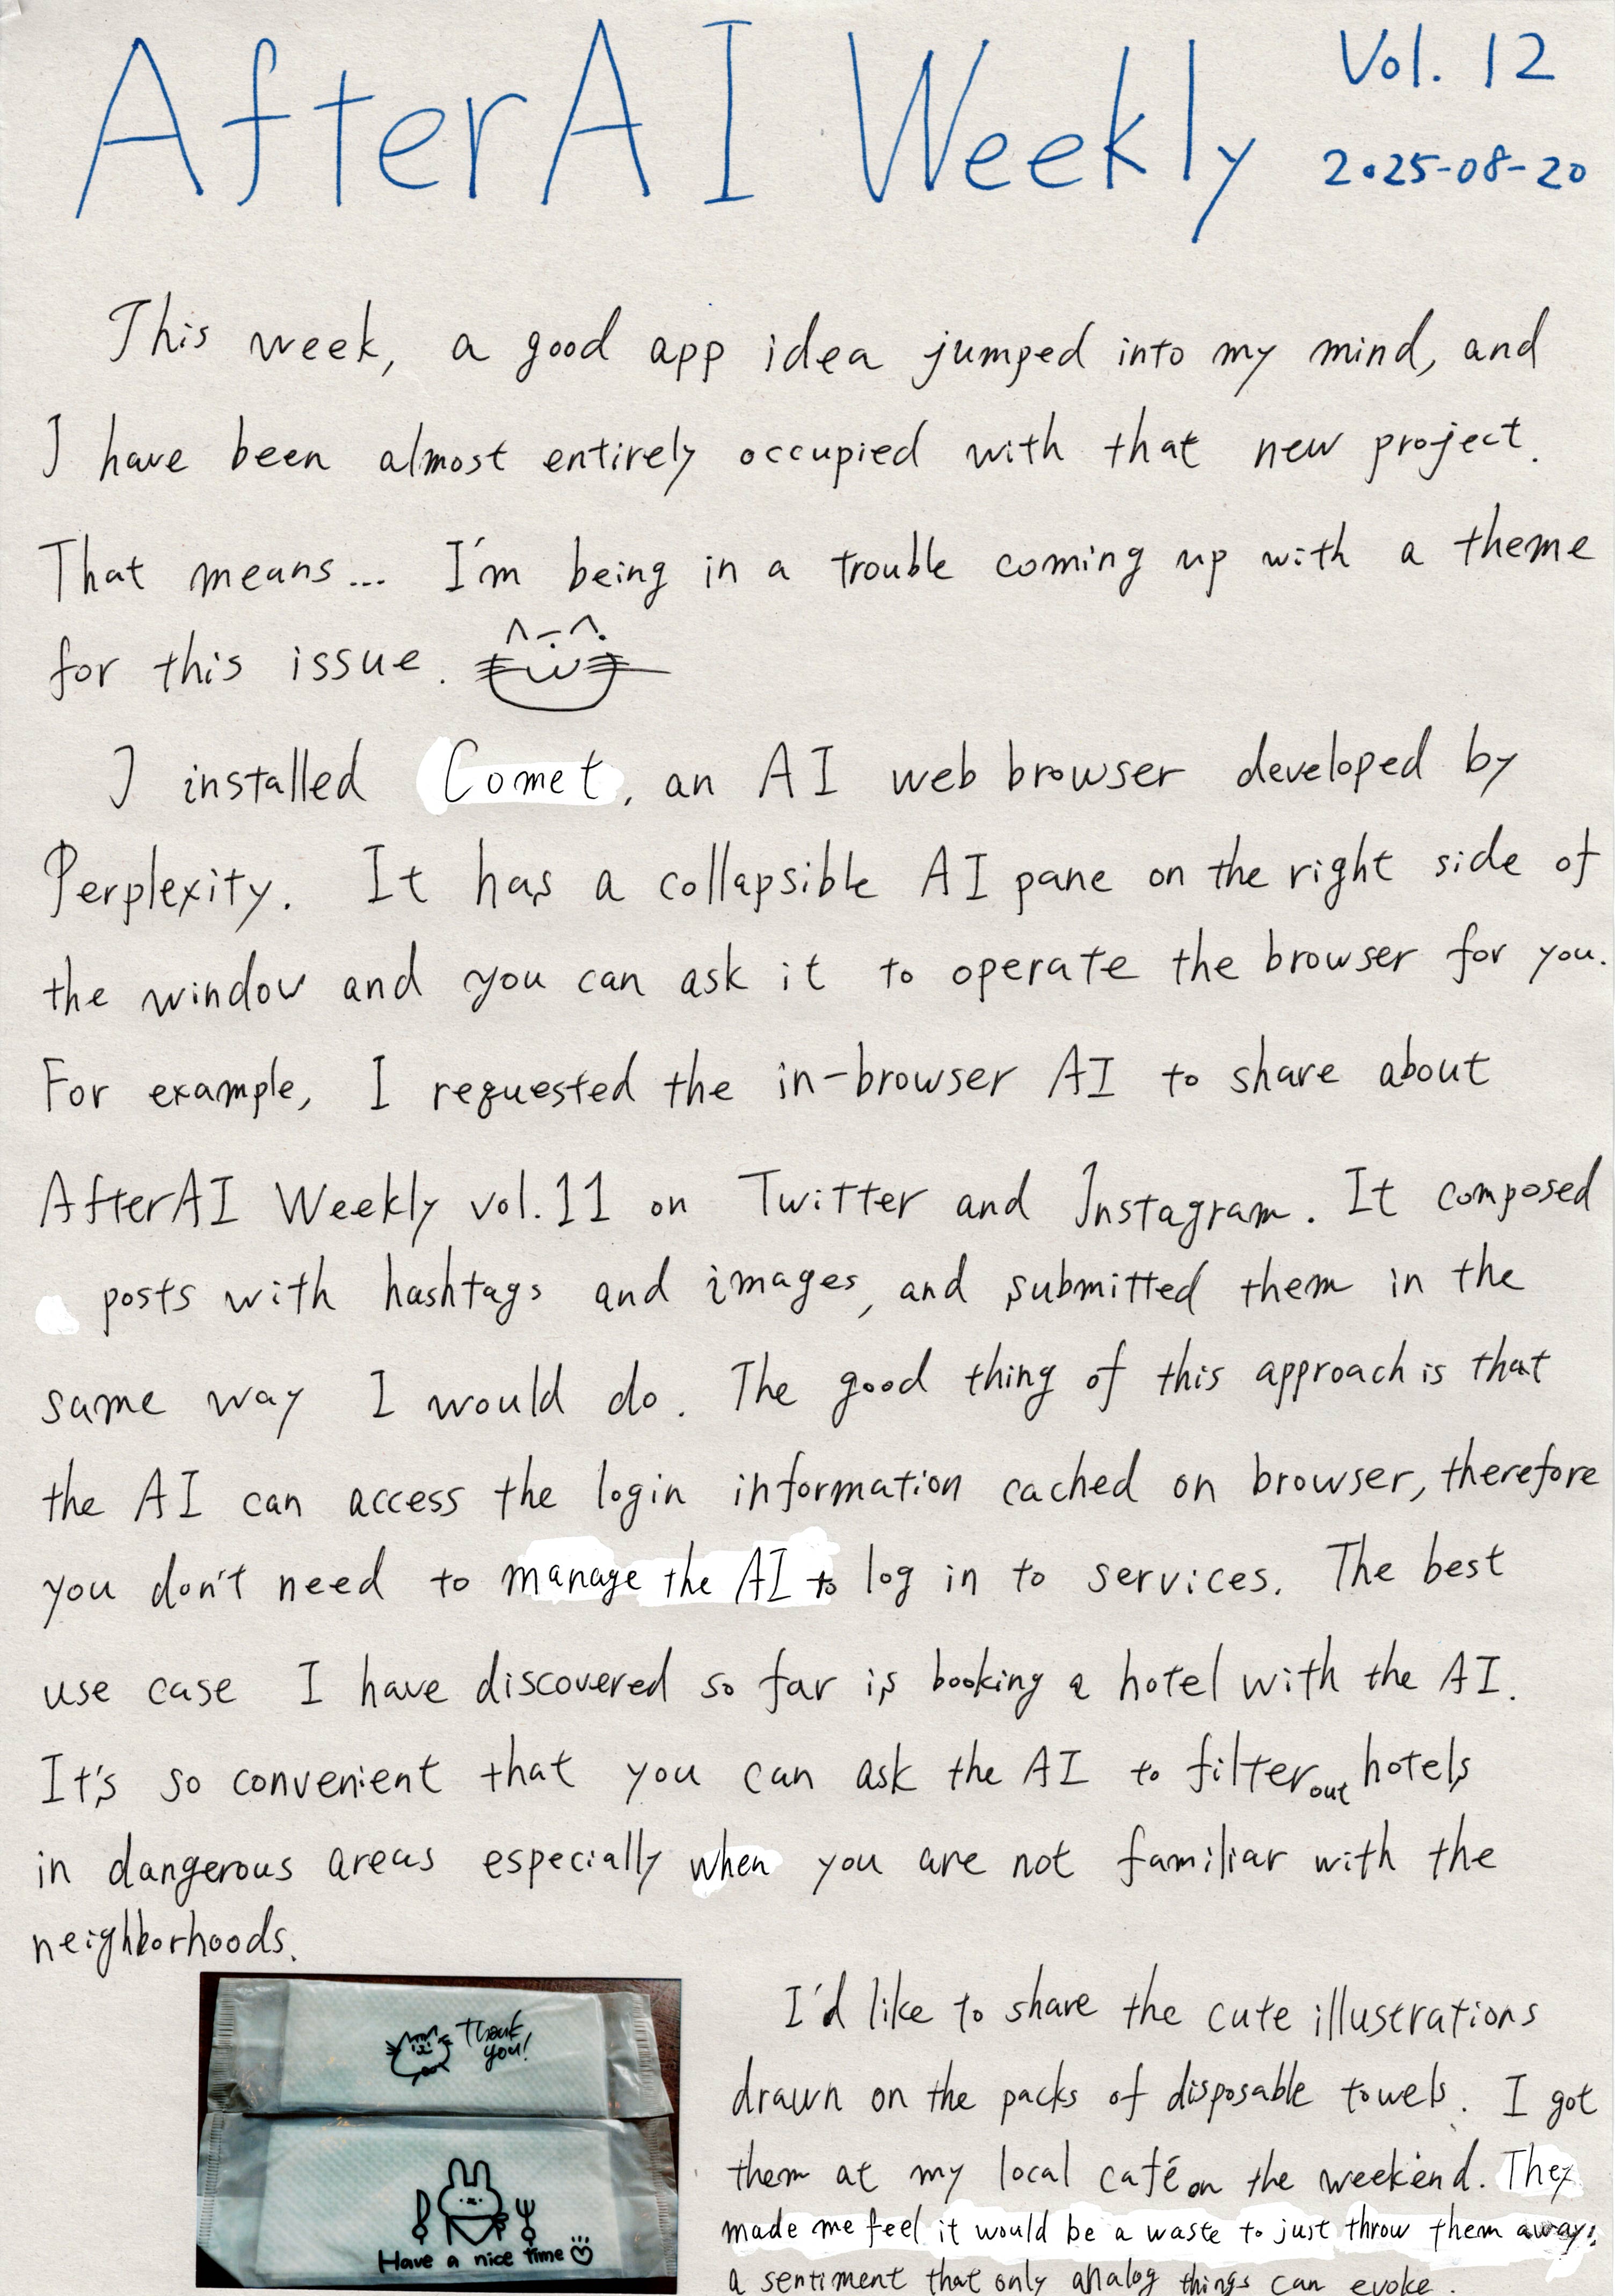 AfterAI Weekly
Vol. 12
2025-08-20
This week, a good app idea jumped into my mind, and
I have been almost entirely occupied with that new project.
That means... I'm being in a trouble coming up with a theme
for this issue.
I installed Comet, an AI web browser developed by
Perplexity. It has a collapsible AI pane on the right side of
the window and you can ask it to operate the browser for you.
For example, I requested the in-browser AI to share about
AfterAI Weekly vol.11 on Twitter and Instagram. It composed
posts with hashtags and images, and submitted them in the
same way I would do. The good thing of this approach is that
the AI can access the login information cached on browser, therefore
you don't need to manage the AI to log in to services. The best
use case I have discovered so far is booking a hotel with the AI.
It's so convenient that you can ask the AI to filter out hotels
in dangerous areas especially when you are not familiar with the
neighborhoods.
Thank
you!
Have a nice time
I'd like to share the cute illustrations
drawn on the packs of disposable towels. I got
them at my local café on the weekend. They
made me feel it would be a waste to just throw them away;
a sentiment that only analog things can evoke.